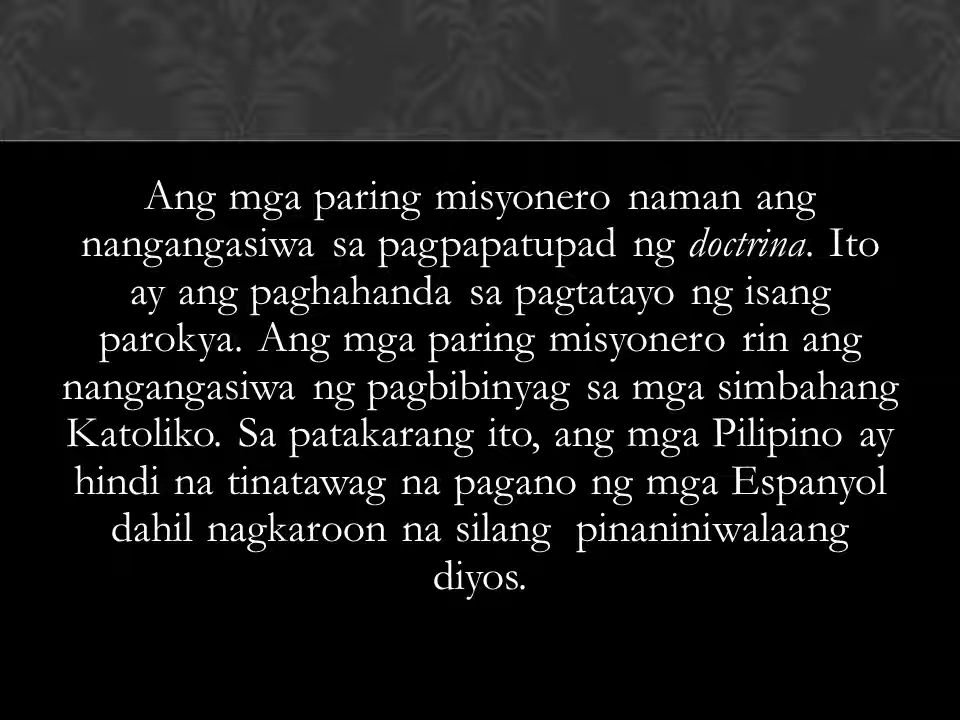 Ang mga paring misyonero naman ang
nangangasiwa sa pagpapatupad ng doctrina. Ito
ay ang paghahanda sa pagtatayo ng isang
parokya. Ang mga paring misyonero rin ang
nangangasiwa ng pagbibinyag sa mga simbahang
Katoliko. Sa patakarang ito, ang mga Pilipino ay
hindi na tinatawag na pagano ng mga Espanyol
dahil nagkaroon na silang pinaniniwalaang
diyos.